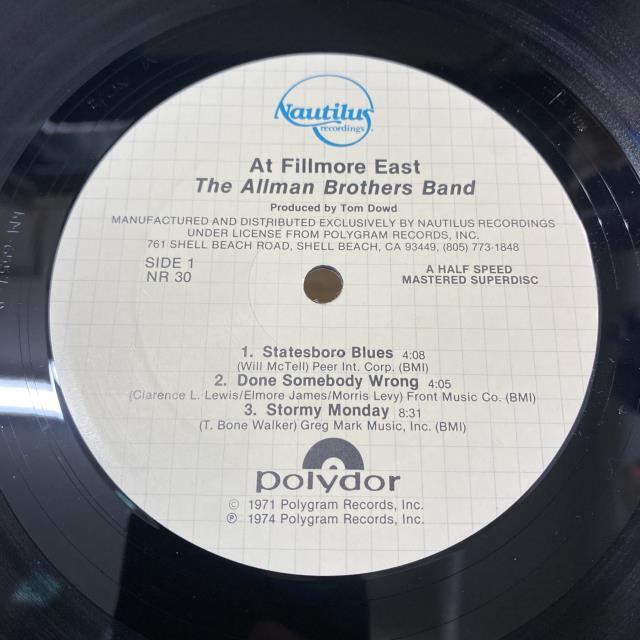 Nautilus
recordings
At Fillmore East
The Allman Brothers Band
Produced by Tom Dowd
MANUFACTURED AND DISTRIBUTED EXCLUSIVELY BY NAUTILUS RECORDINGS
UNDER LICENSE FROM POLYGRAM RECORDS, INC.
761 SHELL BEACH ROAD, SHELL BEACH, CA 93449, (805) 773-1848
SIDE 1
NR 30
A HALF SPEED
MASTERED SUPERDISC
1. Statesboro Blues 4:08
(Will McTell) Peer Int. Corp. (BMI)
2. Done Somebody Wrong 4:05
(Clarence L. Lewis/Elmore James/Morris Levy) Front Music Co. (BMI)
3. Stormy Monday 8:31
(T. Bone Walker) Greg Mark Music, Inc. (BMI)
polydor
© 1971 Polygram Records, Inc.
℗ 1974 Polygram Records, Inc.